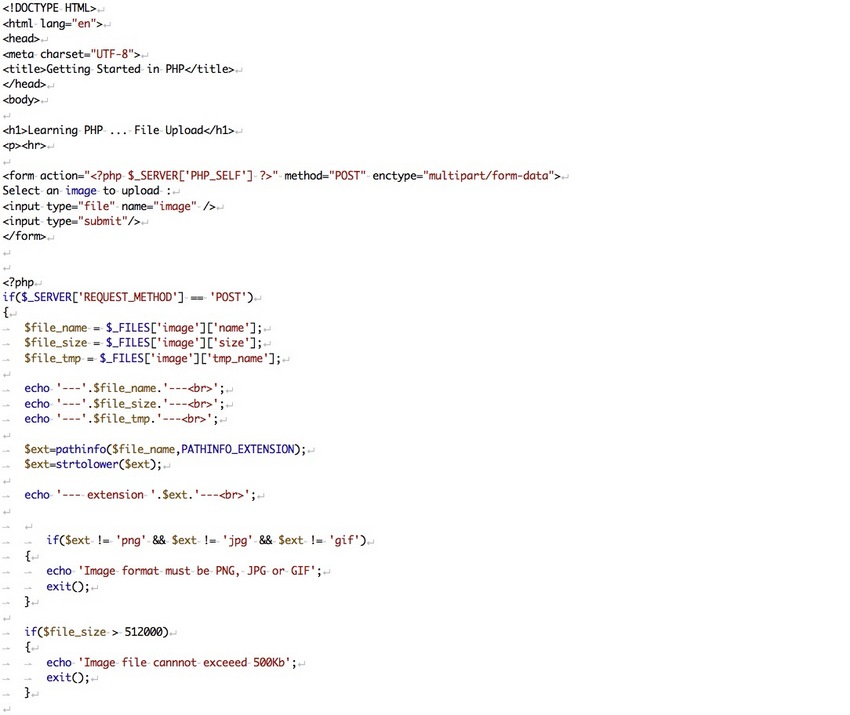 <!DOCTYPE HTML>
<html lang="en">
<head>
<meta charset="UTF-8">
<title>Getting Started in PHP</title>
</head>
<body>
<h1>Learning PHP ... File Upload</h1>
<p><hr>
<form action="<?php $_SERVER['PHP_SELF'] ?>" method="POST" enctype="multipart/form-data">
Select an image to upload :
<input type="file" name="image" />
<input type="submit"/>
</form>
<?php
if($_SERVER['REQUEST_METHOD'] == 'POST')
{
$file_name = $_FILES['image']['name'];
$file_size = $_FILES['image']['size'];
$file_tmp = $_FILES['image']['tmp_name'];
echo '---'.$file_name.'---<br>';
echo '---'.$file_size.'---<br>';
echo '---'.$file_tmp.'---<br>';
$ext=pathinfo($file_name,PATHINFO_EXTENSION);
$ext=strtolower($ext);
echo '--- extension '.$ext.'---<br>';
if($ext != 'png' && $ext != 'jpg' && $ext != 'gif')
{
echo 'Image format must be PNG, JPG or GIF';
exit();
}
if($file_size > 512000)
{
echo 'Image file cannnot exceeed 500Kb';
exit();
}